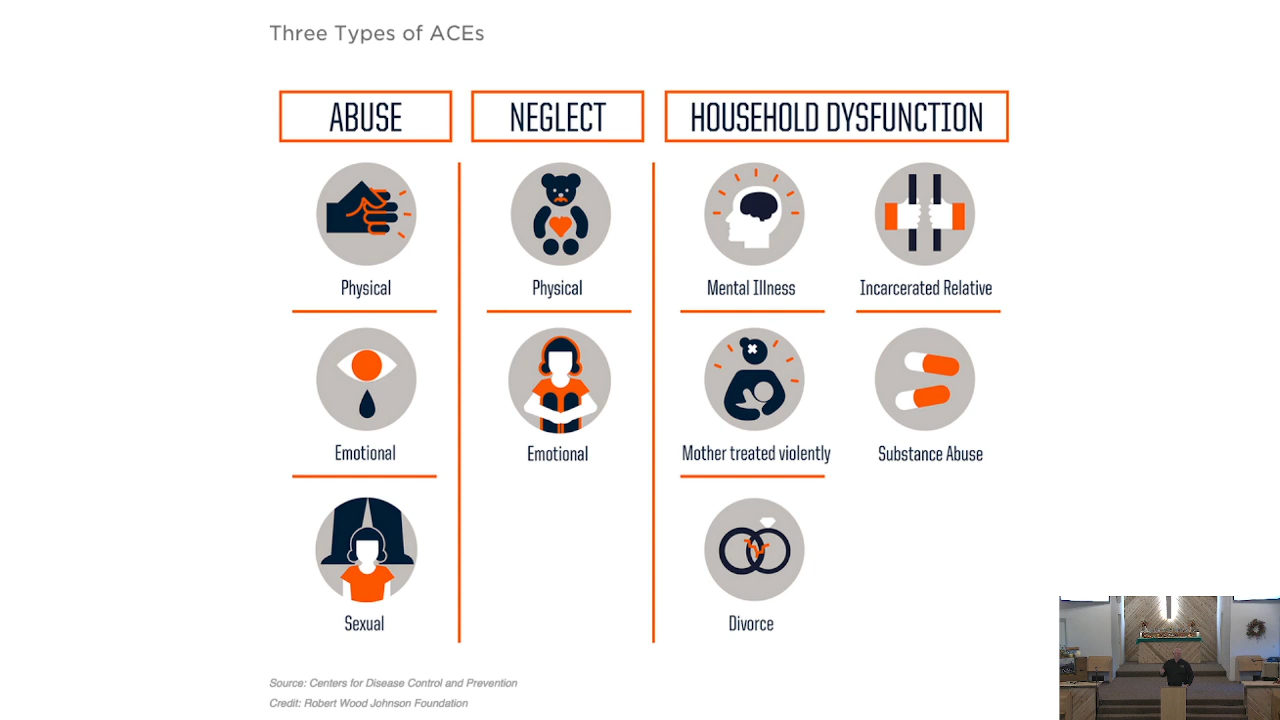 Three Types of ACEs
ABUSE
NEGLECT
HOUSEHOLD DYSFUNCTION
Physical
Physical
Mental Illness
Incarcerated Relative
Emotional
Emotional
Mother treated violently
Substance Abuse
Sexual
Divorce
Source: Centers for Disease Control and Prevention
Credit: Robert Wood Johnson Foundation